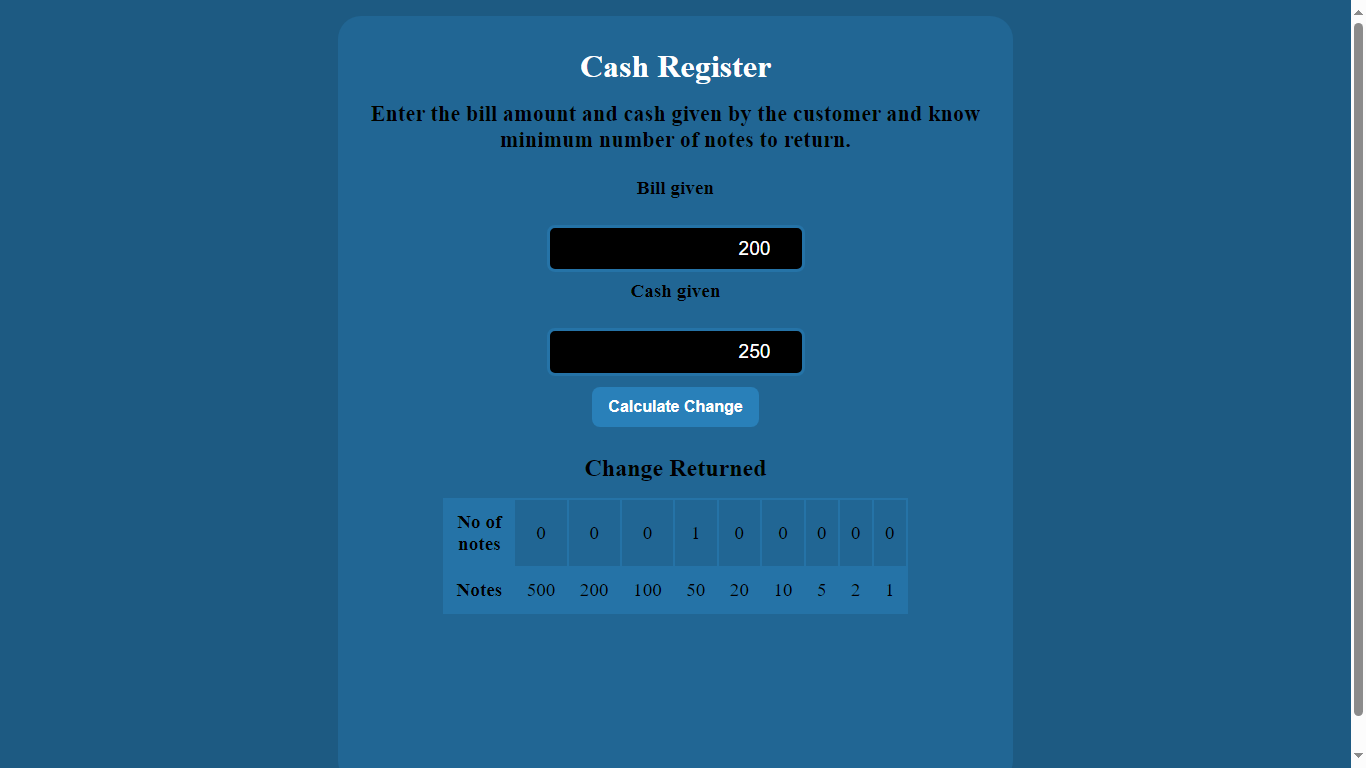 Cash Register
Enter the bill amount and cash given by the customer and know
minimum number of notes to return.
Bill given
200
Cash given
250
Calculate Change
Change Returned
No of
notes
0 0 0 1 0 0 0 0 0
Notes 500 200 100 50 20 10 5 2 1